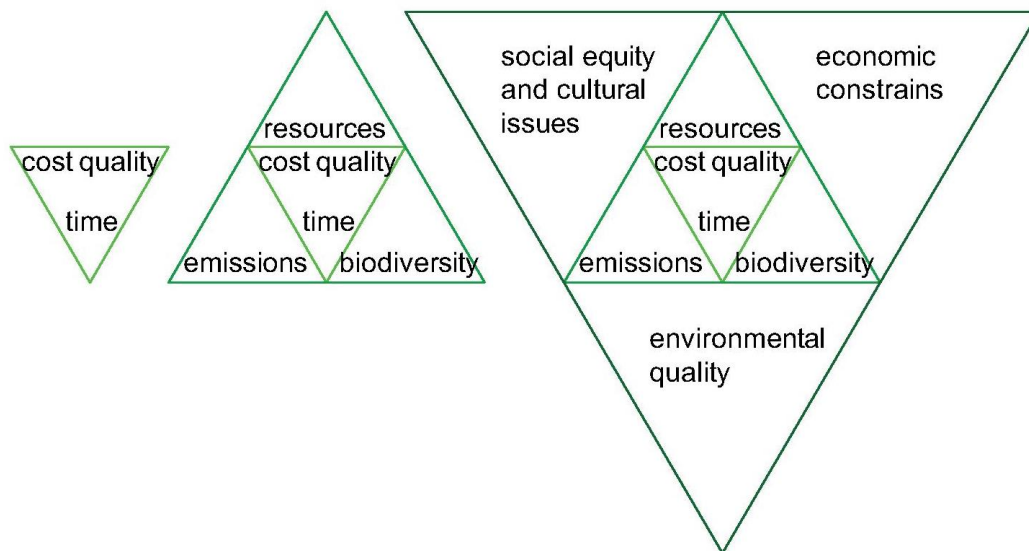 cost quality
time
resources
cost quality
time
emissions biodiversity
social equity
and cultural
issues
economic
constrains
resources
cost quality
time
emissions biodiversity
environmental
quality